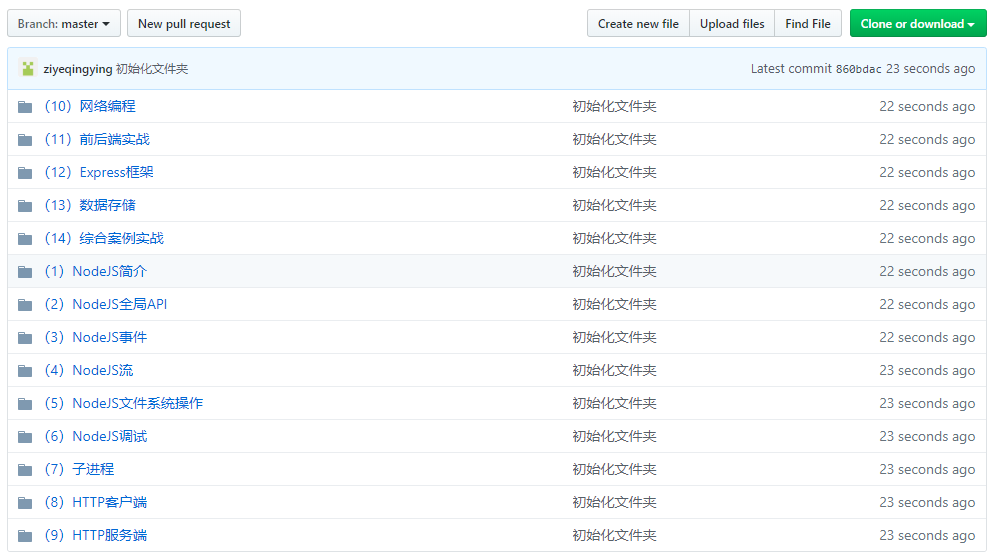 Branch: master New pull request Create new file Upload files Find File Clone or download
ziyeqingying 初始化文件夹 Latest commit 860bdac 23 seconds ago
（10）网络编程 初始化文件夹 22 seconds ago
（11）前后端实战 初始化文件夹 22 seconds ago
（12）Express框架 初始化文件夹 22 seconds ago
（13）数据存储 初始化文件夹 22 seconds ago
（14）综合案例实战 初始化文件夹 22 seconds ago
（1）NodeJS简介 初始化文件夹 22 seconds ago
（2）NodeJS全局API 初始化文件夹 22 seconds ago
（3）NodeJS事件 初始化文件夹 22 seconds ago
（4）NodeJS流 初始化文件夹 23 seconds ago
（5）NodeJS文件系统操作 初始化文件夹 23 seconds ago
（6）NodeJS调试 初始化文件夹 23 seconds ago
（7）子进程 初始化文件夹 23 seconds ago
（8）HTTP客户端 初始化文件夹 23 seconds ago
（9）HTTP服务端 初始化文件夹 23 seconds ago